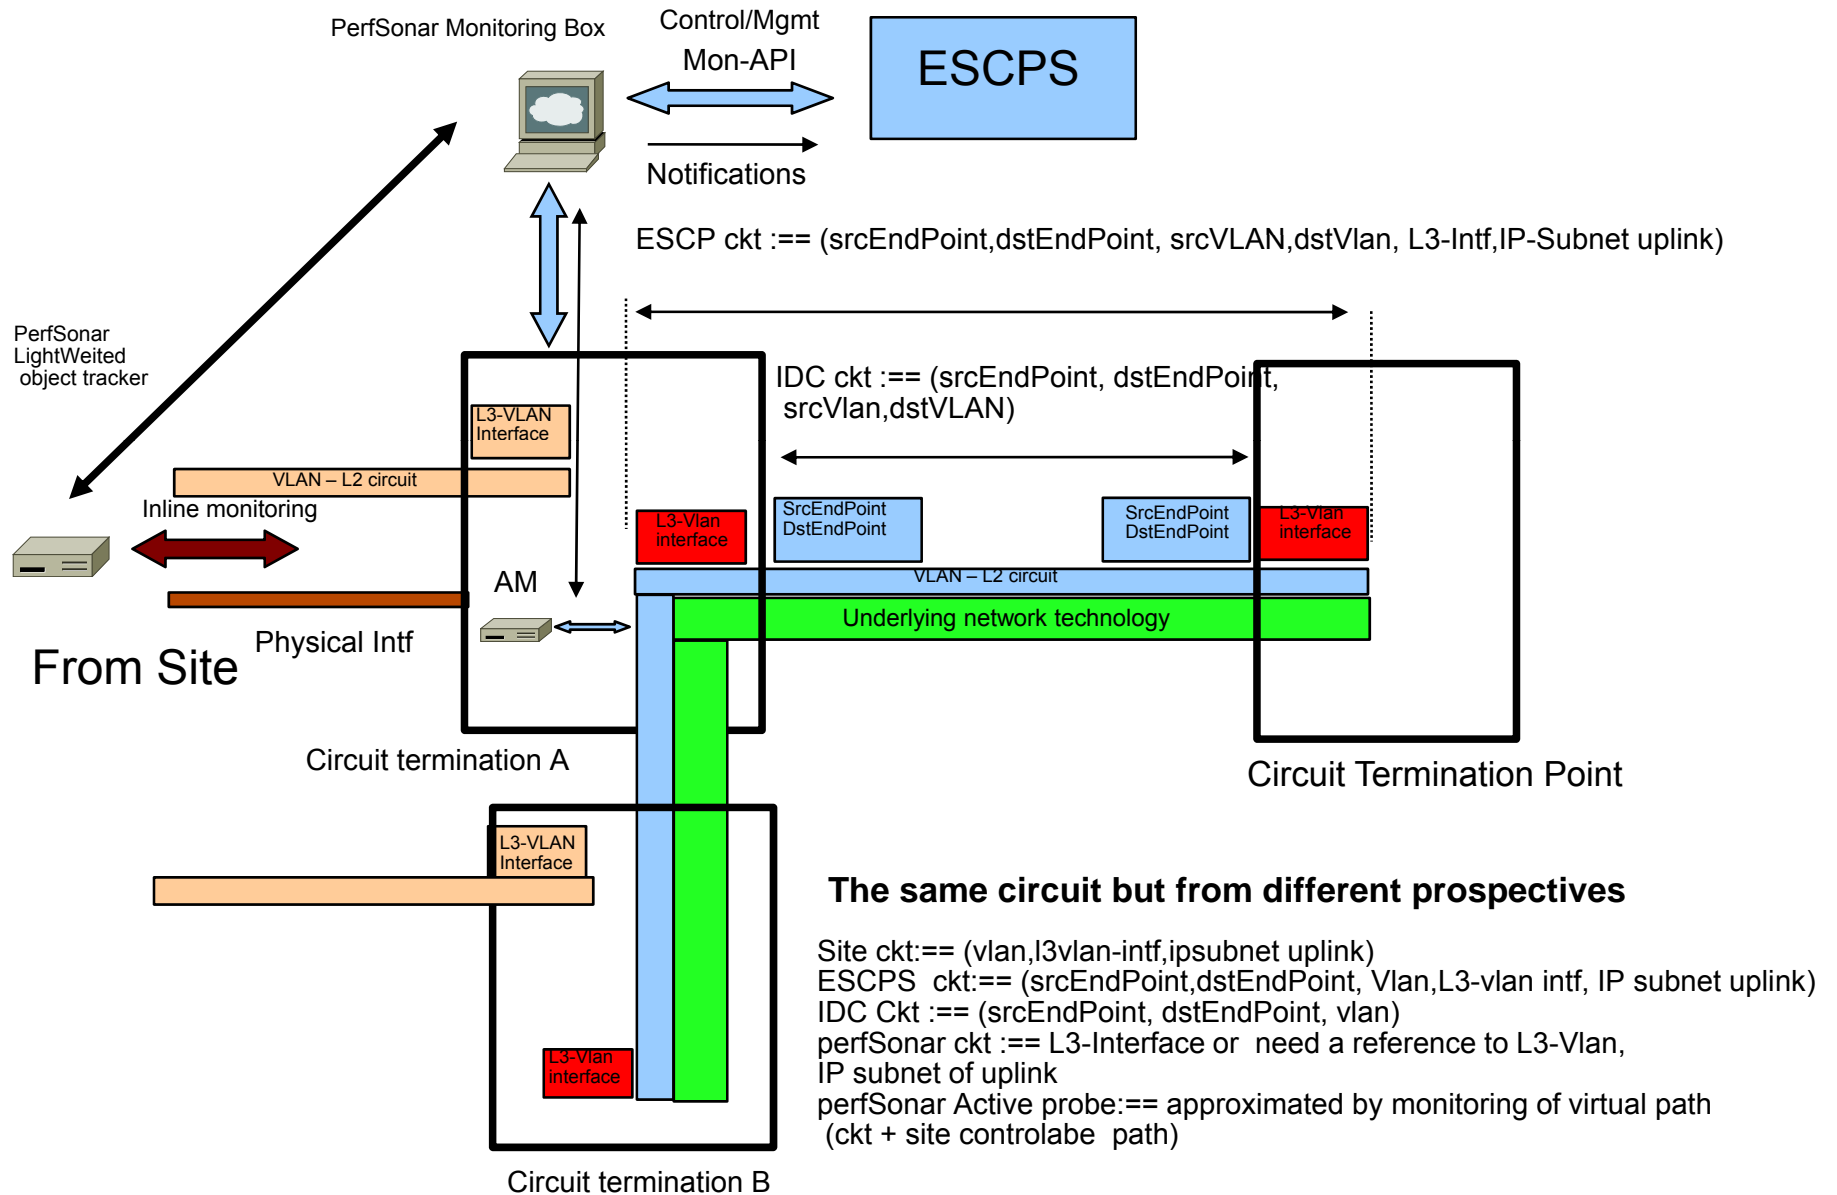 PerfSonar Monitoring Box
Control/Mgmt
Mon-API
ESCPS
Notifications
ESCP ckt :== (srcEndPoint,dstEndPoint, srcVLAN,dstVlan, L3-Intf,IP-Subnet uplink)
PerfSonar
LightWeited
object tracker
IDC ckt :== (srcEndPoint, dstEndPoint,
srcVlan,dstVLAN)
L3-VLAN
Interface
VLAN – L2 circuit
Inline monitoring
L3-Vlan
interface
SrcEndPoint
DstEndPoint
SrcEndPoint
DstEndPoint
L3-Vlan
interface
AM
VLAN – L2 circuit
Underlying network technology
Physical Intf
From Site
Circuit termination A
Circuit Termination Point
L3-VLAN
Interface
The same circuit but from different prospectives
Site ckt:== (vlan,l3vlan-intf,ipsubnet uplink)
ESCPS  ckt:== (srcEndPoint,dstEndPoint, Vlan,L3-vlan intf, IP subnet uplink)
IDC Ckt :== (srcEndPoint, dstEndPoint, vlan)
perfSonar ckt :== L3-Interface or  need a reference to L3-Vlan,
IP subnet of uplink
perfSonar Active probe:== approximated by monitoring of virtual path
(ckt + site controlabe  path)
L3-Vlan
interface
Circuit termination B